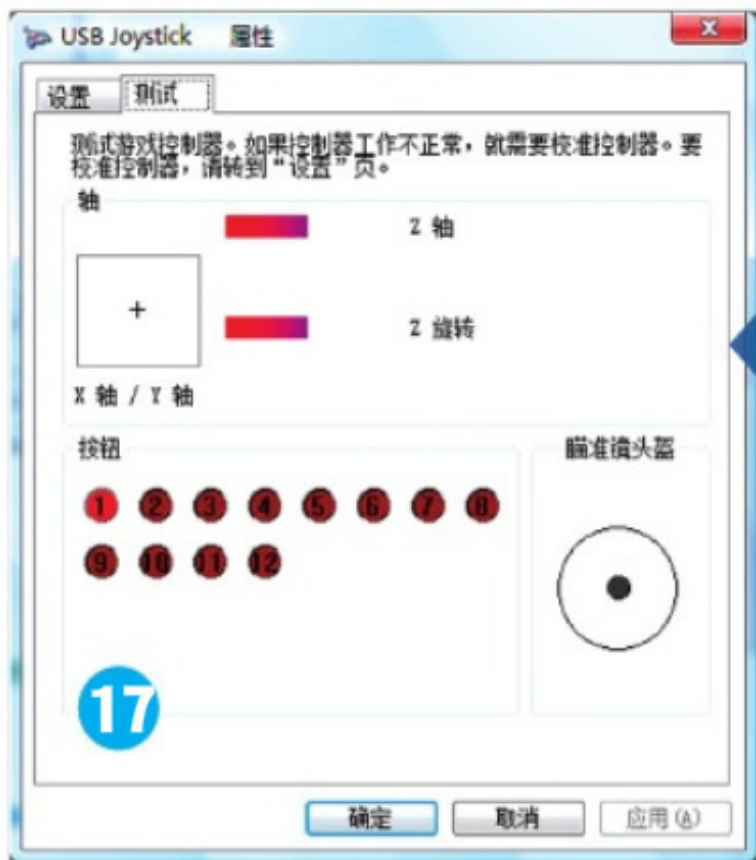 USB Joystick 属性
设置 测试
测试游戏控制器。如果控制器工作不正常，就需要校准控制器。要
校准控制器，请转到“设置”页。
轴
Z 轴
Z 旋转
X 轴 / Y 轴
按钮
瞄准镜头盔
1 2 3 4 5 6 7 8
9 10 11 12
17
确定 取消 应用(A)